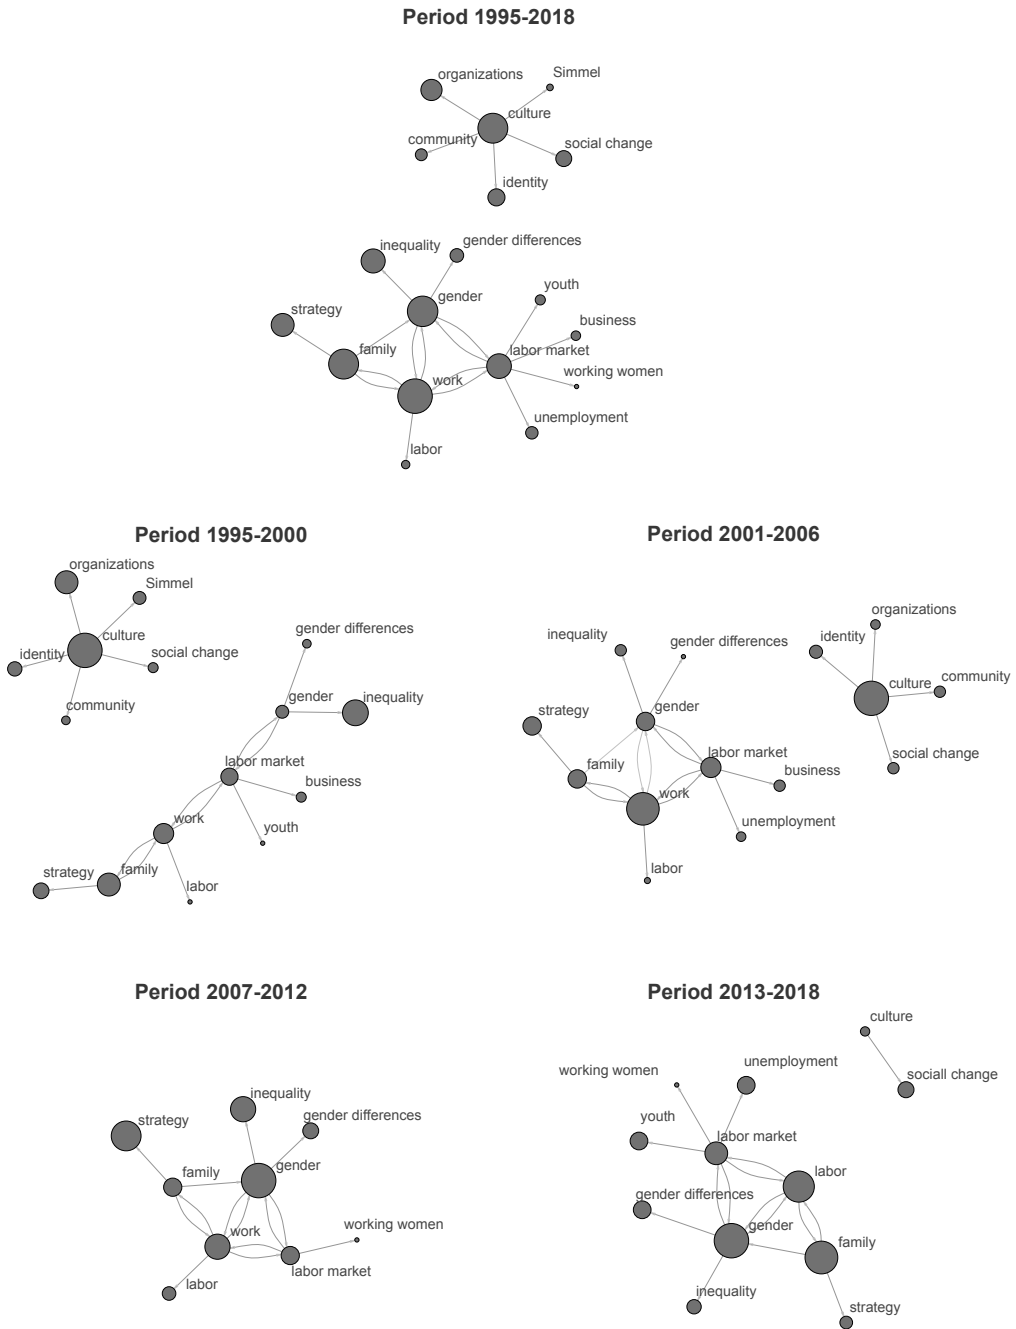 Period 1995-2018
Simmel
organizations
culture
community
social change
identity
gender differences
inequality
youth
gender
strategy
business
family
labor market
working women
work
unemployment
labor
Period 1995-2000
organizations
Simmel
culture
identity
social change
community
gender differences
gender
inequality
labor market
business
work
youth
strategy
family
labor
Period 2001-2006
organizations
inequality
gender differences
identity
community
culture
strategy
gender
family
labor market
social change
business
work
unemployment
labor
Period 2007-2012
inequality
strategy
gender differences
family
gender
working women
work
labor market
labor
Period 2013-2018
culture
unemployment
working women
sociall change
youth
labor market
labor
gender differences
gender
family
inequality
strategy